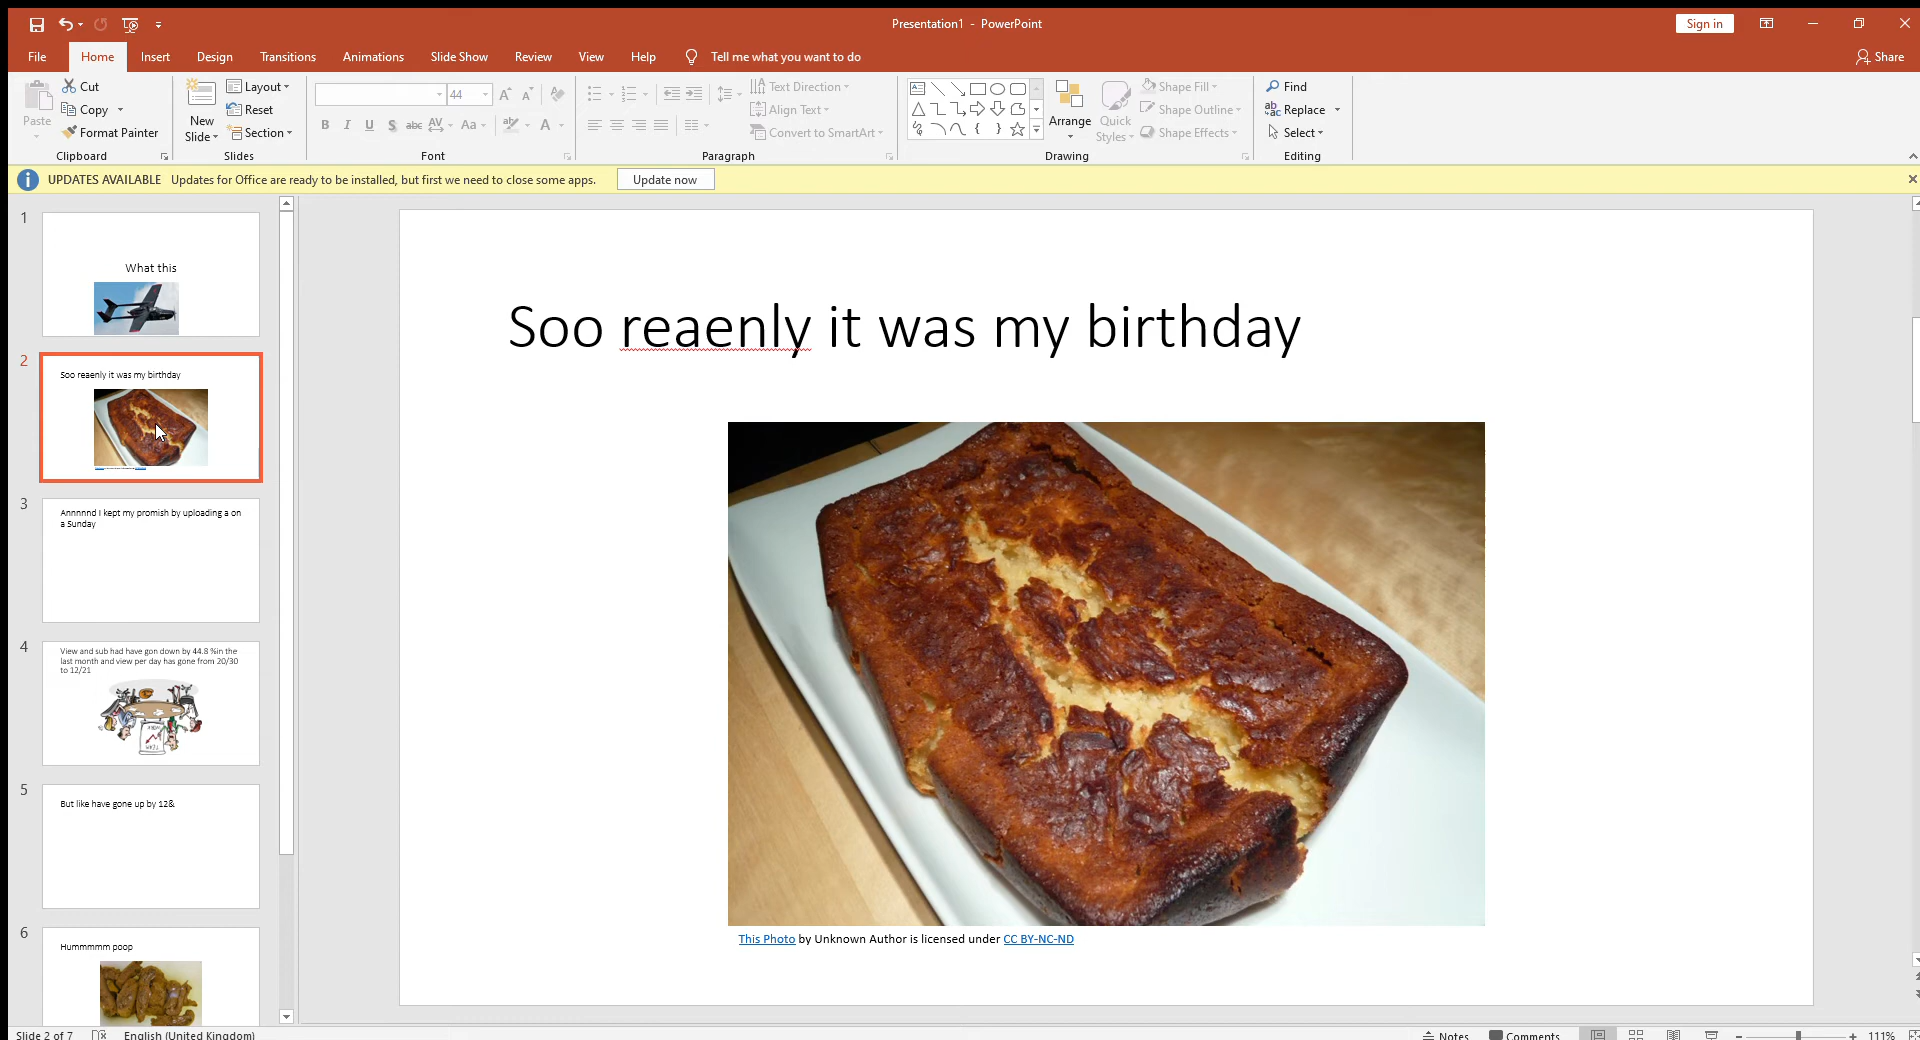 Presentation1 - PowerPoint
Sign in
File Home Insert Design Transitions Animations Slide Show Review View Help Tell me what you want to do
Share
Paste
Cut
Copy
Format Painter
Clipboard
New Slide
Layout
Reset
Section
Slides
44
B I U S abc AV Aa A
Font
Text Direction
Align Text
Convert to SmartArt
Paragraph
Arrange
Quick Styles
Shape Fill
Shape Outline
Shape Effects
Drawing
Find
Replace
Select
Editing
UPDATES AVAILABLE Updates for Office are ready to be installed, but first we need to close some apps. Update now
1
What this
2
Soo reaenly it was my birthday
3
Annnnnd I kept my promish by uploading a on
a Sunday
4
View and sub had have gon down by 44.8 %in the
last month and view per day has gone from 20/30
to 12/21
5
But like have gone up by 12&
6
Hummmmm poop
Soo reaenly it was my birthday
This Photo by Unknown Author is licensed under CC BY-NC-ND
Slide 2 of 7 English (United Kingdom) Notes Comments 111%